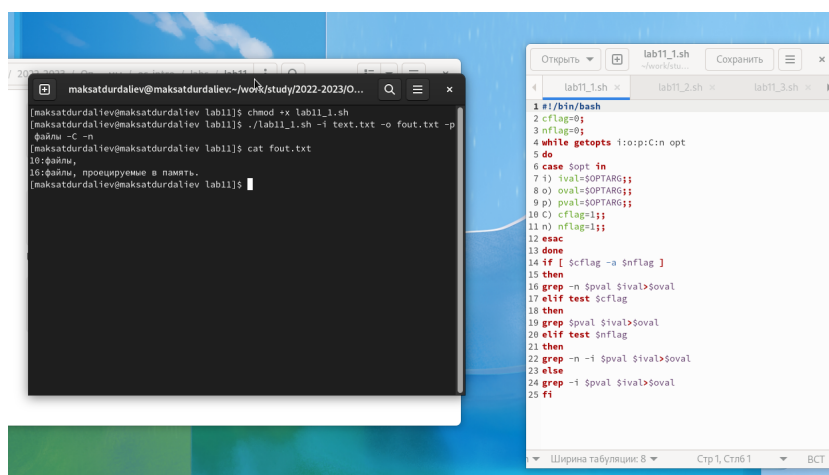 maksatdurdaliev@maksatdurdaliev:~/work/study/2022-2023/О...
[maksatdurdaliev@maksatdurdaliev lab11]$ chmod +x lab11_1.sh
[maksatdurdaliev@maksatdurdaliev lab11]$ ./lab11_1.sh -i text.txt -o fout.txt -p
файлы -C -n
[maksatdurdaliev@maksatdurdaliev lab11]$ cat fout.txt
10:файлы,
16:файлы, проецируемые в память.
[maksatdurdaliev@maksatdurdaliev lab11]$
Открыть
lab11_1.sh
~/work/stu...
Сохранить
lab11_1.sh ×
lab11_2.sh ×
lab11_3.sh ×
1 #!/bin/bash
2 cflag=0;
3 nflag=0;
4 while getopts i:o:p:C:n opt
5 do
6 case $opt in
7 i) ival=$OPTARG;;
8 o) oval=$OPTARG;;
9 p) pval=$OPTARG;;
10 C) cflag=1;;
11 n) nflag=1;;
12 esac
13 done
14 if [ $cflag -a $nflag ]
15 then
16 grep -n $pval $ival>$oval
17 elif test $cflag
18 then
19 grep $pval $ival>$oval
20 elif test $nflag
21 then
22 grep -n -i $pval $ival>$oval
23 else
24 grep -i $pval $ival>$oval
25 fi
Ширина табуляции: 8
Стр 1, Стлб 1
ВСТ